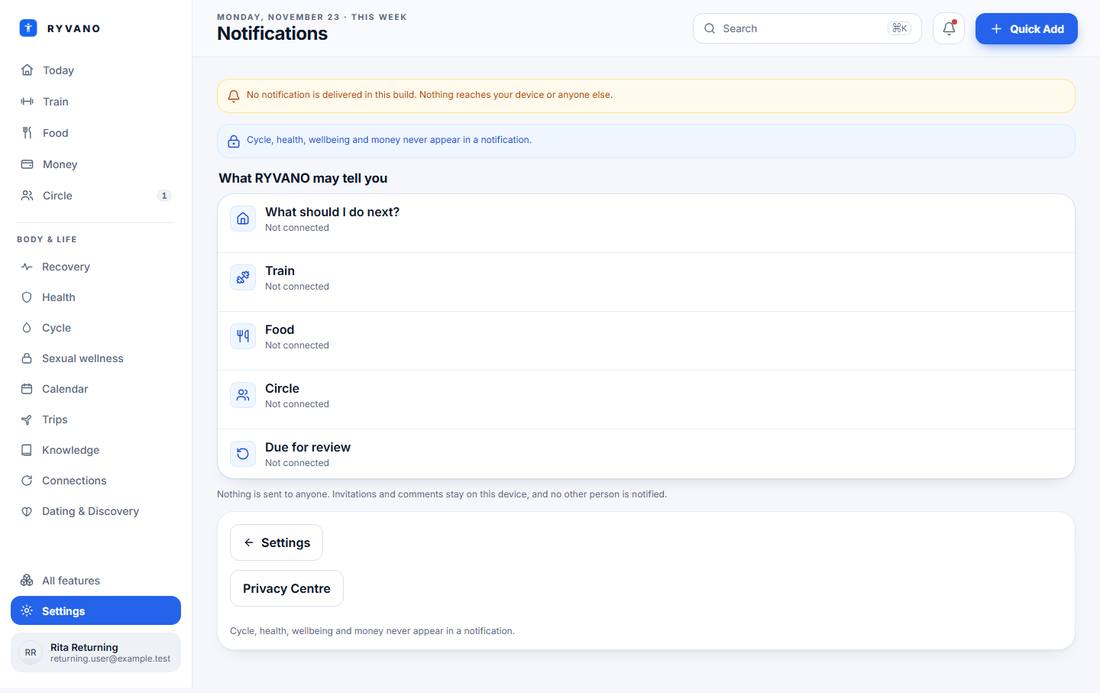 RYVANO
Today
Train
Food
Money
Circle
1
BODY & LIFE
Recovery
Health
Cycle
Sexual wellness
Calendar
Trips
Knowledge
Connections
Dating & Discovery
All features
Settings
RR
Rita Returning
returning.user@example.test
MONDAY, NOVEMBER 23 · THIS WEEK
Notifications
Search
⌘K
Quick Add
No notification is delivered in this build. Nothing reaches your device or anyone else.
Cycle, health, wellbeing and money never appear in a notification.
What RYVANO may tell you
What should I do next?
Not connected
Train
Not connected
Food
Not connected
Circle
Not connected
Due for review
Not connected
Nothing is sent to anyone. Invitations and comments stay on this device, and no other person is notified.
Settings
Privacy Centre
Cycle, health, wellbeing and money never appear in a notification.